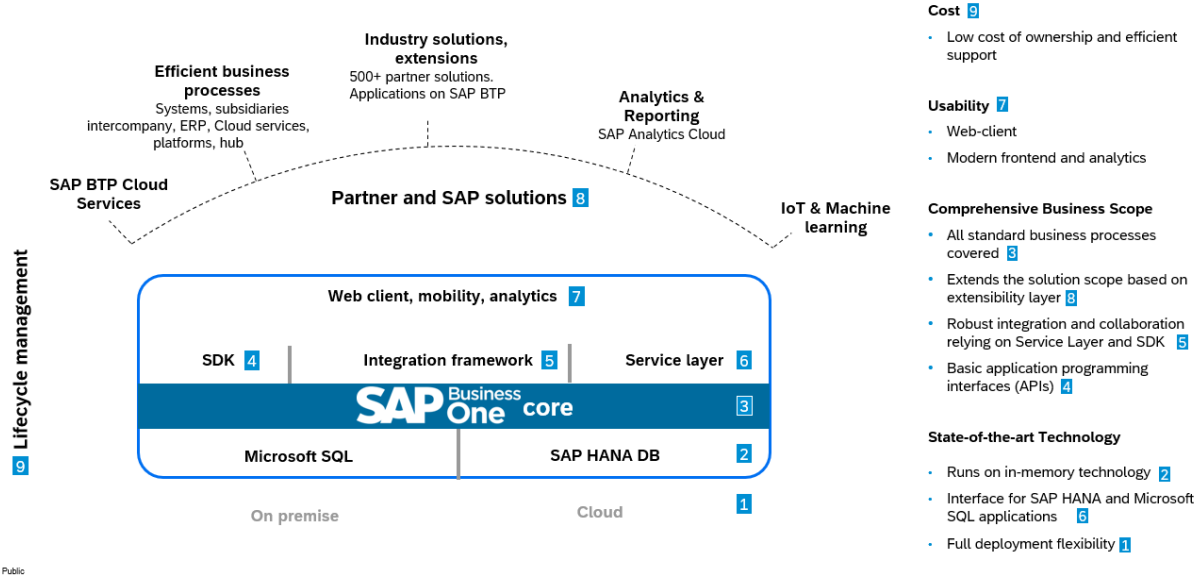 Industry solutions,
extensions
500+ partner solutions.
Applications on SAP BTP
Efficient business
processes
Systems, subsidiaries
intercompany, ERP, Cloud services,
platforms, hub
Analytics &
Reporting
SAP Analytics Cloud
SAP BTP Cloud
Services
Partner and SAP solutions 8
IoT & Machine
learning
9 Lifecycle management
Web client, mobility, analytics 7
SDK 4
Integration framework 5
Service layer 6
SAP Business One core 3
Microsoft SQL
SAP HANA DB 2
On premise
Cloud
1
Cost 9
• Low cost of ownership and efficient
support
Usability 7
• Web-client
• Modern frontend and analytics
Comprehensive Business Scope
• All standard business processes
covered 3
• Extends the solution scope based on
extensibility layer 8
• Robust integration and collaboration
relying on Service Layer and SDK 5
• Basic application programming
interfaces (APIs) 4
State-of-the-art Technology
• Runs on in-memory technology 2
• Interface for SAP HANA and Microsoft
SQL applications 6
• Full deployment flexibility 1
Public